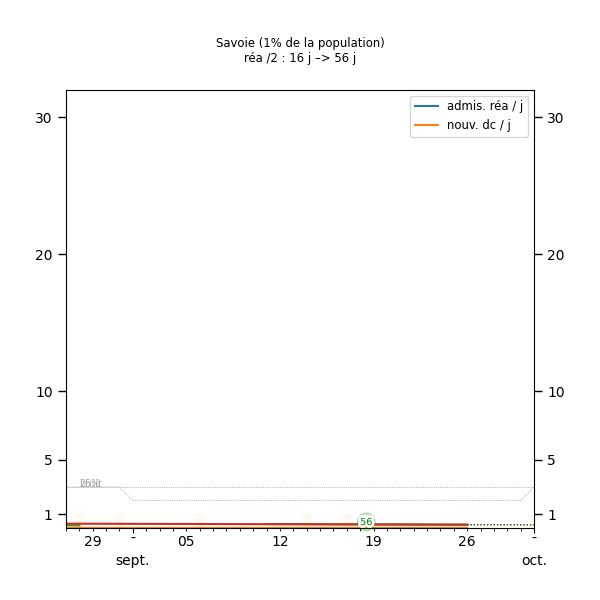 Savoie (1% de la population)
réa /2 : 16 j –> 56 j
admis. réa / j
nouv. dc / j
30 30
20 20
10 10
5 5
1 1
56
29 - 05 12 19 26 -
sept. oct.